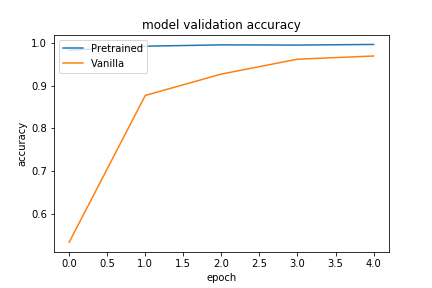 model validation accuracy
Pretrained
Vanilla
1.0
0.9
0.8
0.7
0.6
accuracy
0.0 0.5 1.0 1.5 2.0 2.5 3.0 3.5 4.0
epoch